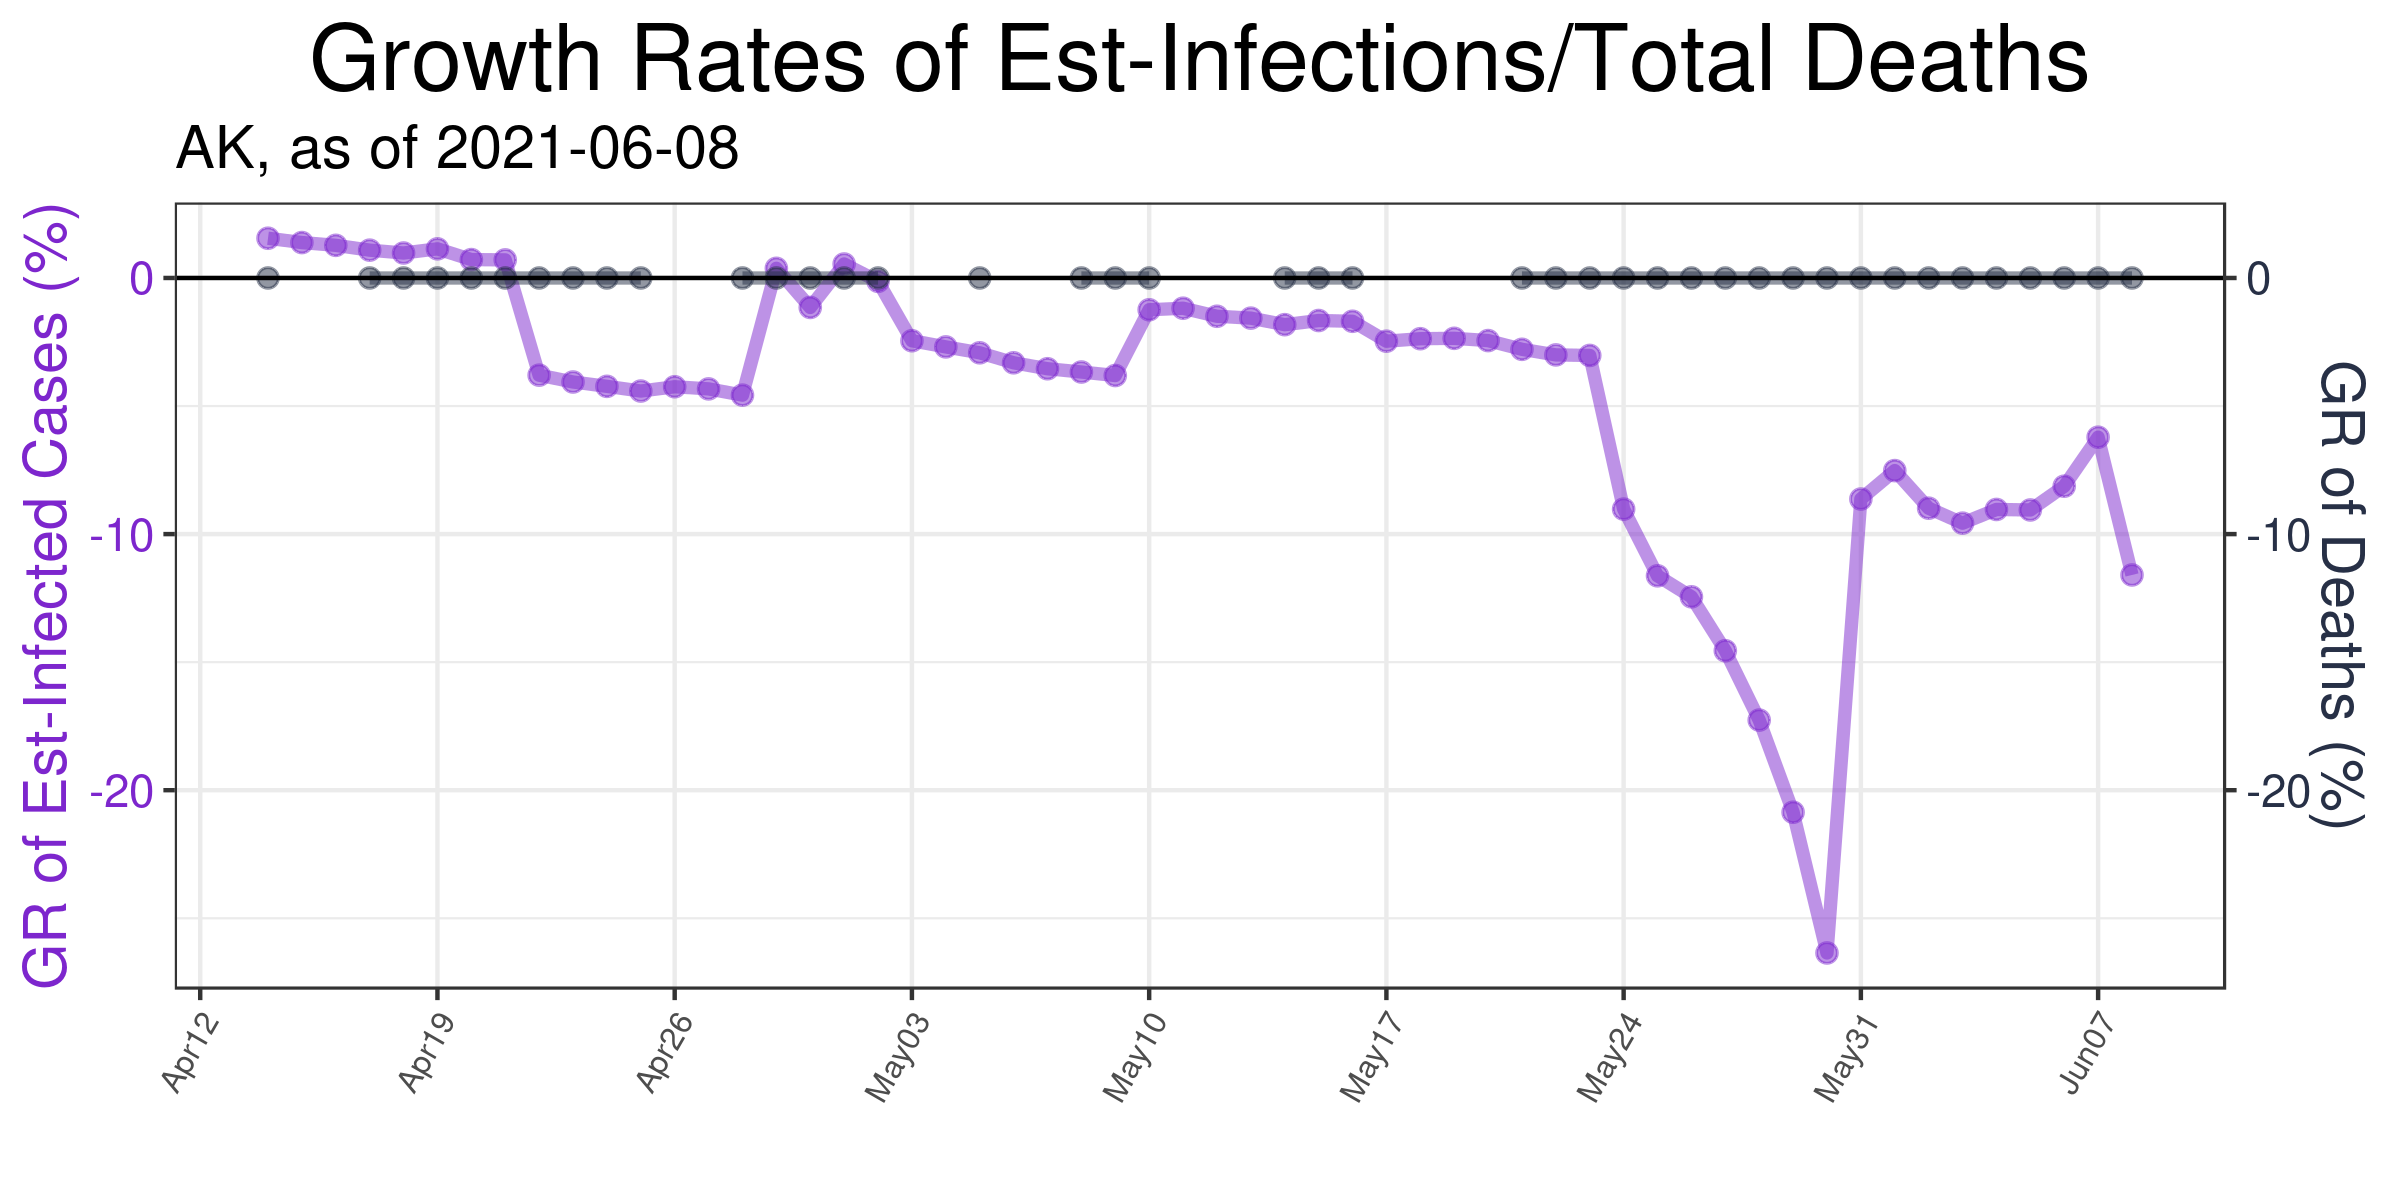 Growth Rates of Est-Infections/Total Deaths
AK, as of 2021-06-08
GR of Est-Infected Cases (%)
0
-10
-20
0
-10
-20
GR of Deaths (%)
Apr12
Apr19
Apr26
May03
May10
May17
May24
May31
Jun07